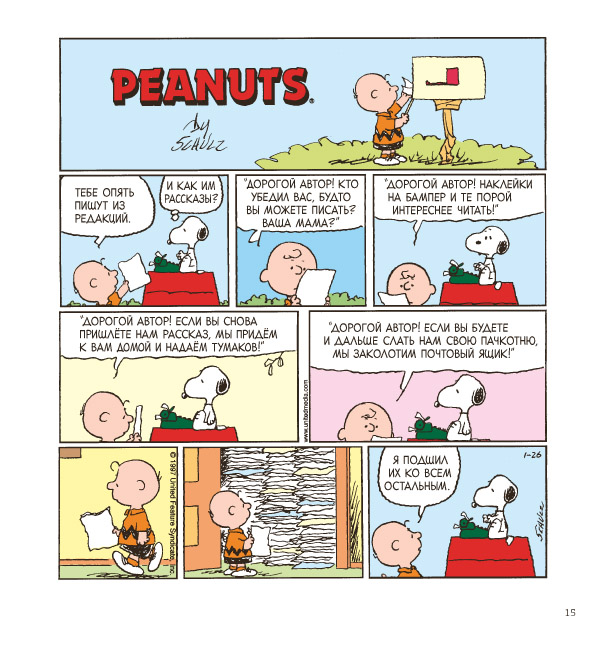 PEANUTS®
by
SCHULZ
ТЕБЕ ОПЯТЬ
ПИШУТ ИЗ
РЕДАКЦИЙ.
И КАК ИМ
РАССКАЗЫ?
"ДОРОГОЙ АВТОР! КТО
УБЕДИЛ ВАС, БУДТО
ВЫ МОЖЕТЕ ПИСАТЬ?
ВАША МАМА?"
"ДОРОГОЙ АВТОР! НАКЛЕЙКИ
НА БАМПЕР И ТЕ ПОРОЙ
ИНТЕРЕСНЕЕ ЧИТАТЬ!"
"ДОРОГОЙ АВТОР! ЕСЛИ ВЫ СНОВА
ПРИШЛЁТЕ НАМ РАССКАЗ, МЫ ПРИДЁМ
К ВАМ ДОМОЙ И НАДАЁМ ТУМАКОВ!"
www.unitedmedia.com
"ДОРОГОЙ АВТОР! ЕСЛИ ВЫ БУДЕТЕ
И ДАЛЬШЕ СЛАТЬ НАМ СВОЮ ПАЧКОТНЮ,
МЫ ЗАКОЛОТИМ ПОЧТОВЫЙ ЯЩИК!"
© 1997 United Feature Syndicate, Inc.
Я ПОДШИЛ
ИХ КО ВСЕМ
ОСТАЛЬНЫМ.
1-26
SCHULZ
15